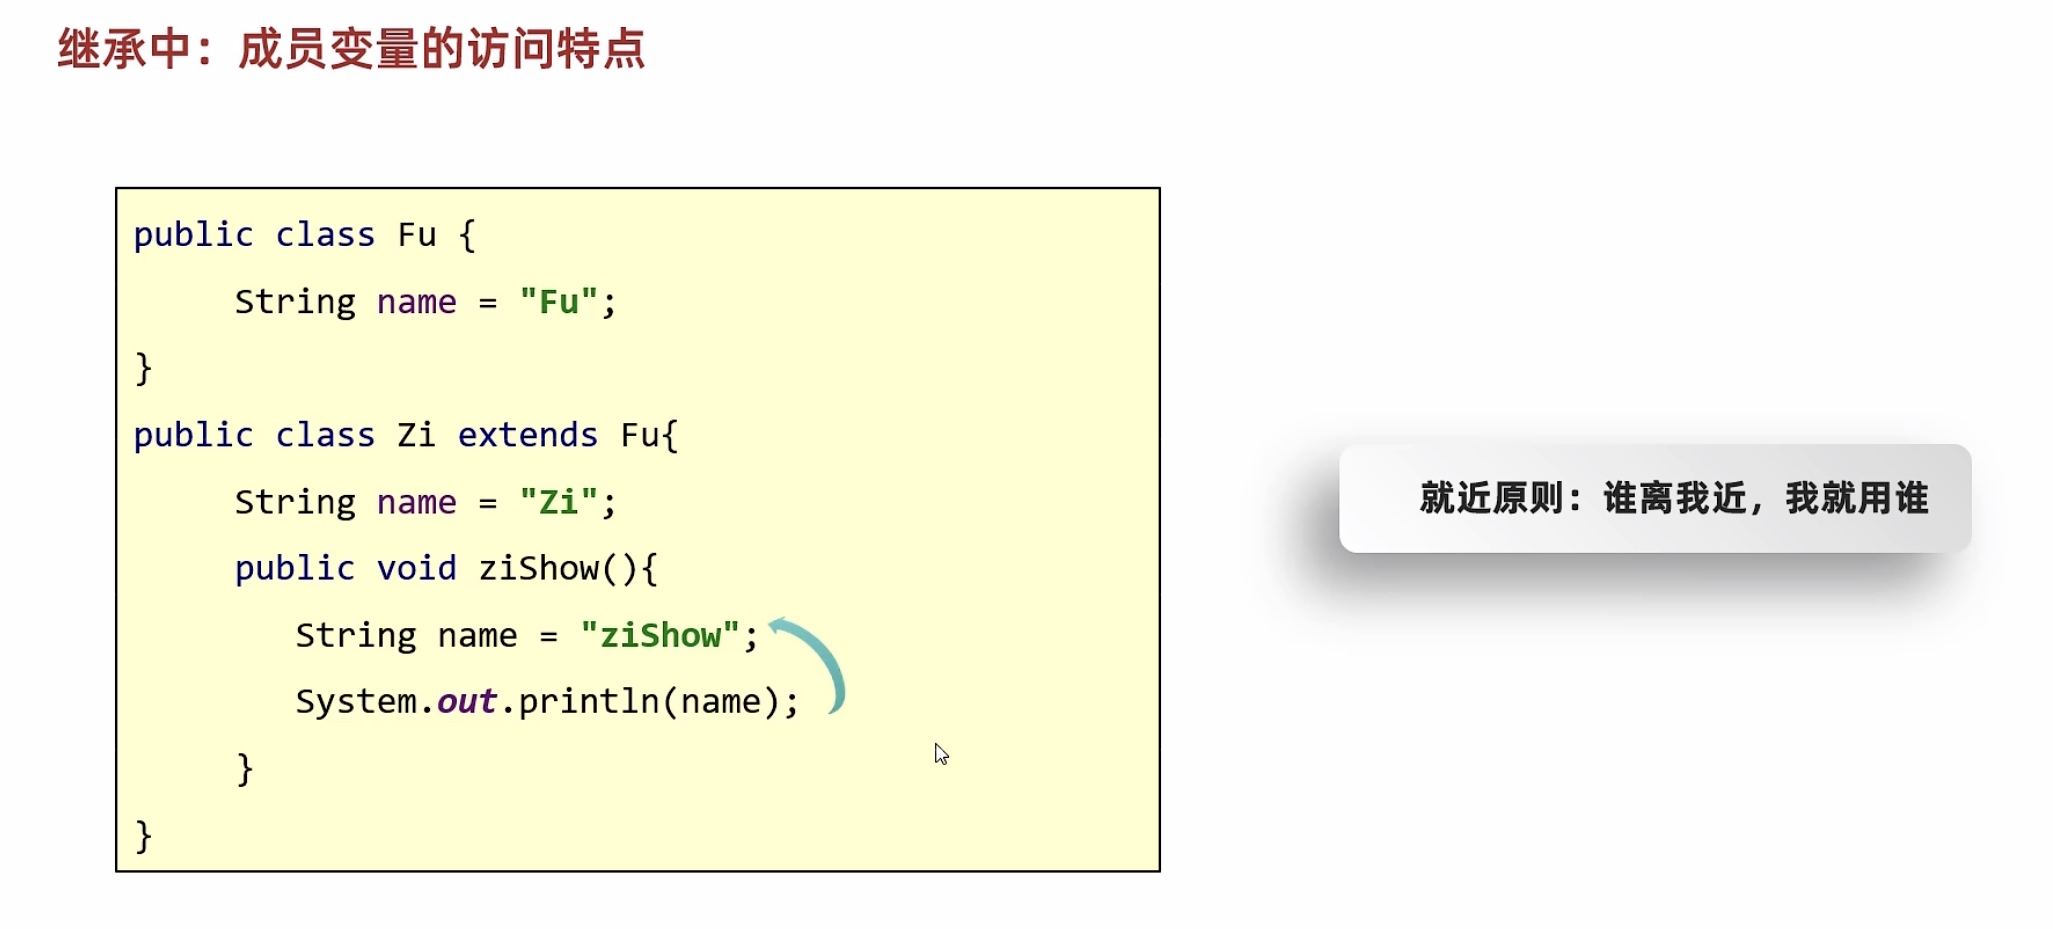 继承中：成员变量的访问特点
public class Fu {
String name = "Fu";
}
public class Zi extends Fu{
String name = "Zi";
public void ziShow(){
String name = "ziShow";
System.out.println(name);
}
}
就近原则：谁离我近，我就用谁